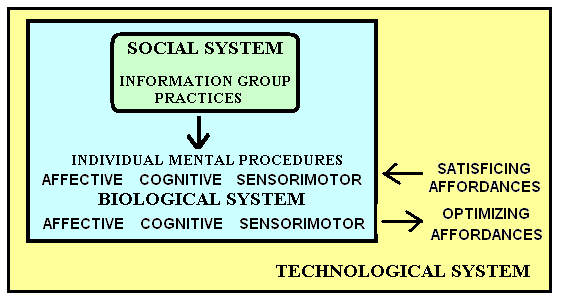 SOCIAL SYSTEM
INFORMATION GROUP
PRACTICES
INDIVIDUAL MENTAL PROCEDURES
AFFECTIVE COGNITIVE SENSORIMOTOR
BIOLOGICAL SYSTEM
AFFECTIVE COGNITIVE SENSORIMOTOR
SATISFICING
AFFORDANCES
OPTIMIZING
AFFORDANCES
TECHNOLOGICAL SYSTEM